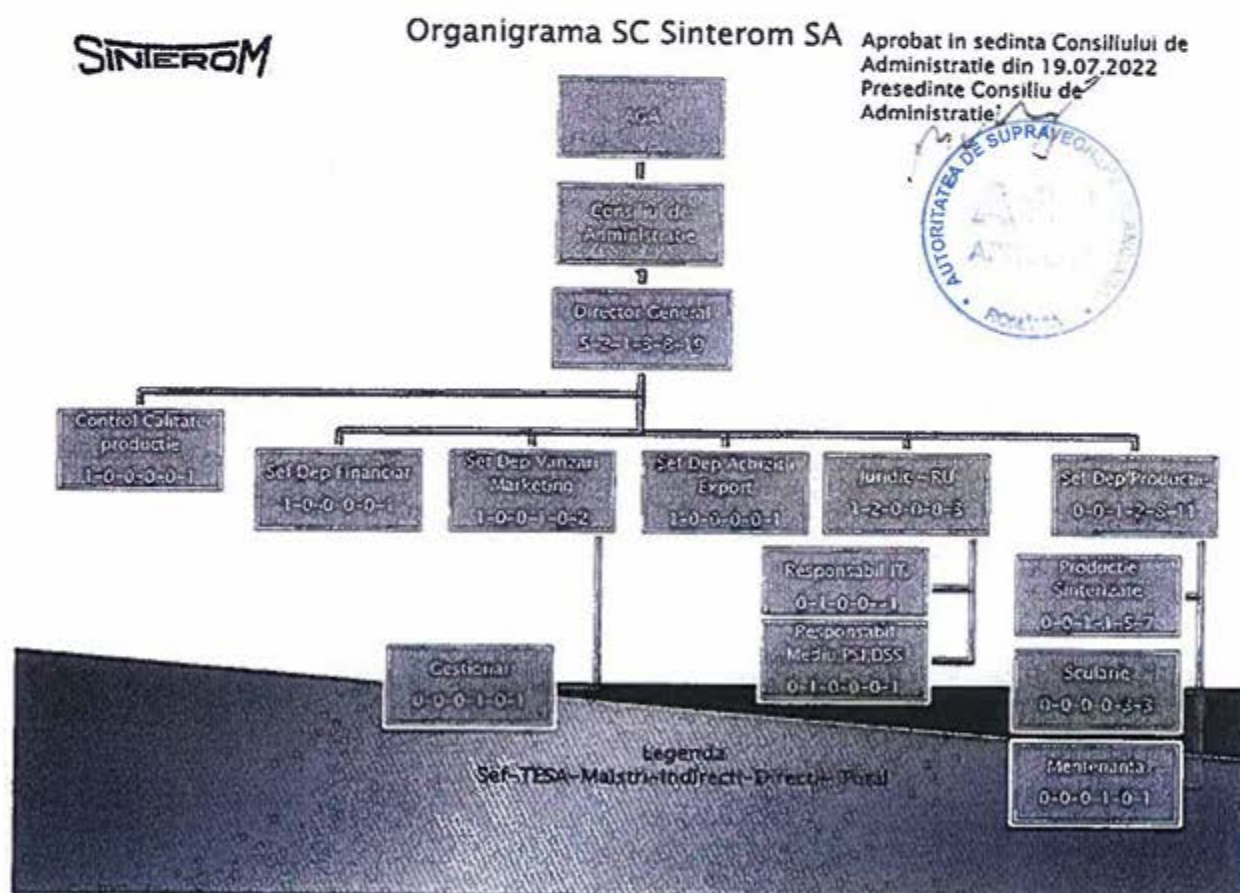 SINTEROM
Organigrama SC Sinterom SA
Aprobat in sedinta Consiliului de
Administratie din 19.07.2022
Presedinte Consiliu de
Administratie
AUTORITATEA DE SUPRAVEGHERE
ROMÂNIA
AGA
Consiliul de
Administratie
Director General
5-2-1-3-8-19
Control Calitate
productie
1-0-0-0-0-1
Sef Dep Financiar
1-0-0-0-0-1
Sef Dep Vanzari
Marketing
1-0-0-1-0-2
Sef Dep Achizitii
Export
1-0-0-0-0-1
Juridic - RU
1-2-0-0-0-3
Sef Dep Productie
0-0-1-2-8-11
Responsabil IT
0-1-0-0--1
Responsabil
Mediu,PSI,DSS
0-1-0-0-0-1
Productie
Sinterizate
0-0-1-1-5-7
Gestionar
0-0-0-1-0-1
Scularie
0-0-0-0-3-3
Mentenanta
0-0-0-1-0-1
Legenda
Sef-TESA-Maistri-Indirecti-Directi- Total